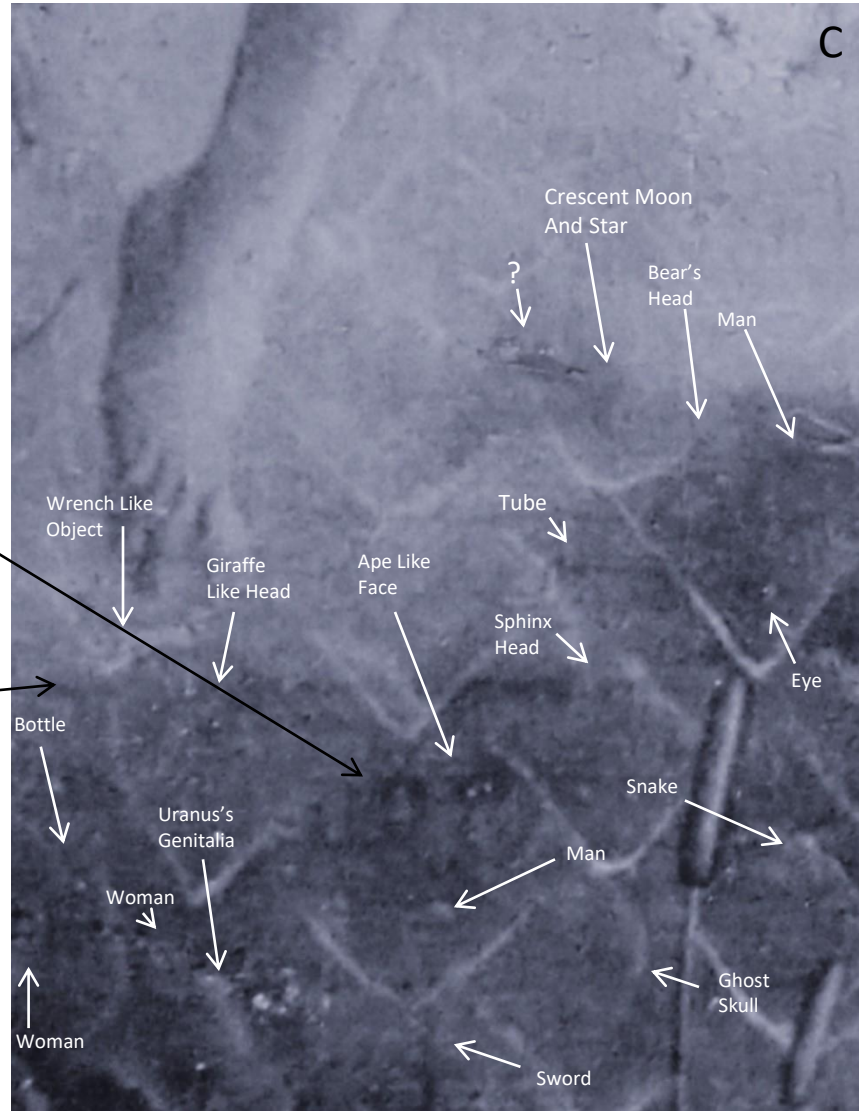 C
Crescent Moon
And Star
?
Bear's
Head
Man
Wrench Like
Object
Tube
Giraffe
Like Head
Ape Like
Face
Sphinx
Head
Eye
Bottle
Snake
Uranus's
Genitalia
Man
Woman
Ghost
Skull
Woman
Sword